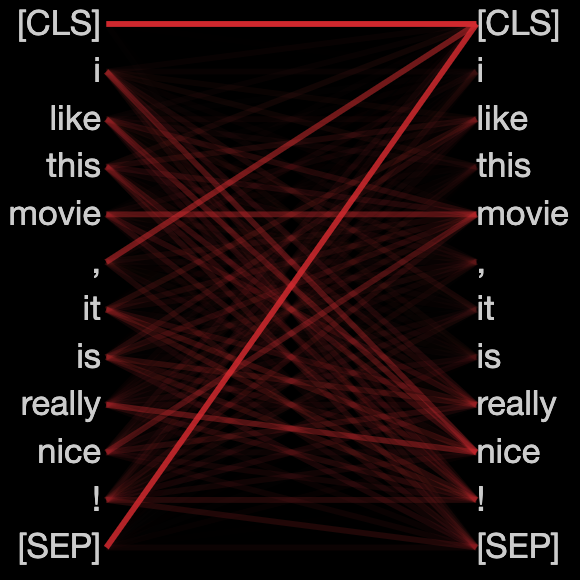 [CLS] [CLS]
i i
like like
this this
movie movie
, ,
it it
is is
really really
nice nice
! !
[SEP] [SEP]